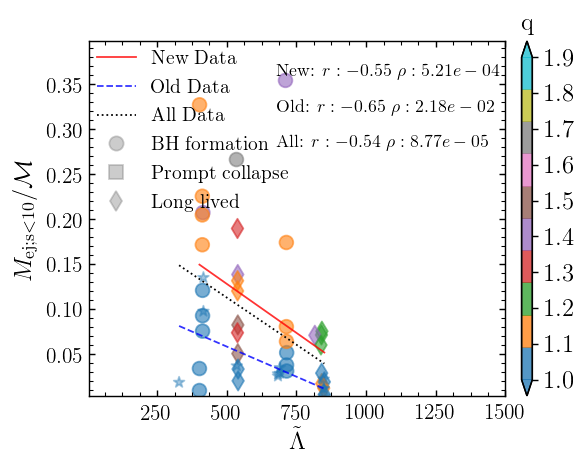 q
New Data
Old Data
All Data
BH formation
Prompt collapse
Long lived
New: r : −0.55 ρ : 5.21e − 04
Old: r : −0.65 ρ : 2.18e − 02
All: r : −0.54 ρ : 8.77e − 05
M_{ej;s<10}/ℳ
0.35
0.30
0.25
0.20
0.15
0.10
0.05
250 500 750 1000 1250 1500
Λ̃
1.9
1.8
1.7
1.6
1.5
1.4
1.3
1.2
1.1
1.0